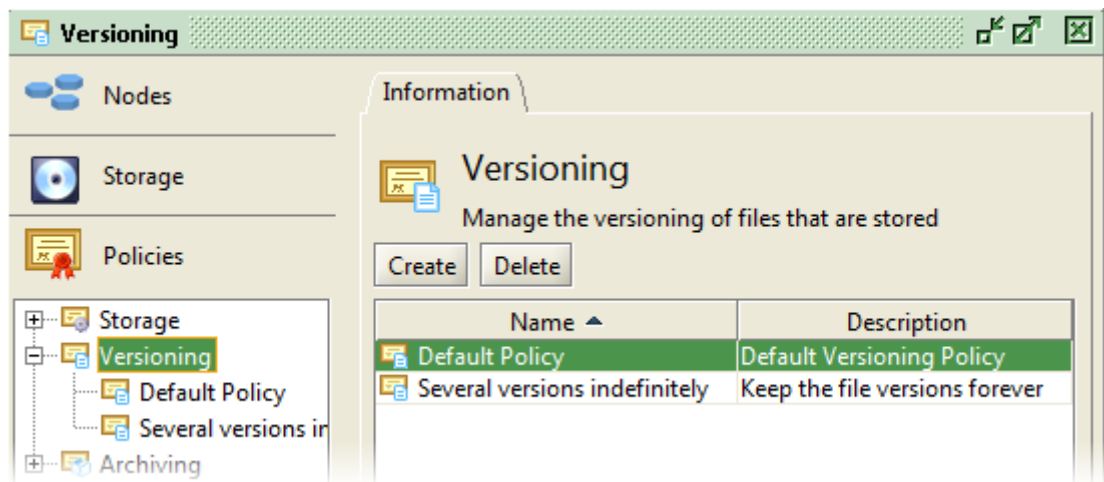 Versioning
Nodes
Storage
Policies
Storage
Versioning
Default Policy
Several versions in
Archiving
Information
Versioning
Manage the versioning of files that are stored
Create Delete
Name Description
Default Policy Default Versioning Policy
Several versions indefinitely Keep the file versions forever